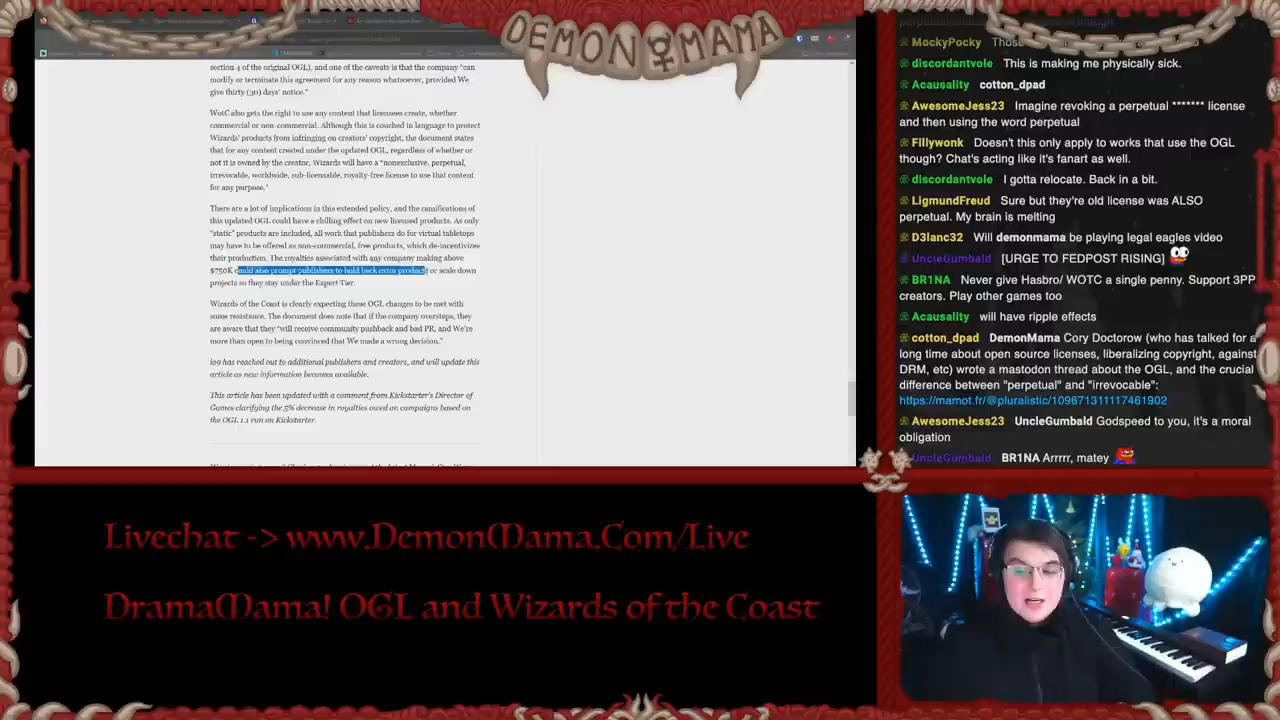 DEMON MAMA
section 4 of the original OGL), and one of the caveats is that the company “can
modify or terminate this agreement for any reason whatsoever, provided We
give thirty (30) days’ notice.”
WotC also gets the right to use any content that licensees create, whether
commercial or non-commercial. Although this is couched in language to protect
Wizards’ products from infringing on creators’ copyright, the document states
that for any content created under the updated OGL, regardless of whether or
not it is owned by the creator, Wizards will have a “nonexclusive, perpetual,
irrevocable, worldwide, sub-licensable, royalty-free license to use that content
for any purpose.”
There are a lot of implications in this extended policy, and the ramifications of
this updated OGL could have a chilling effect on new licensed products. As only
“static” products are included, all work that publishers do for virtual tabletops
may have to be offered as non-commercial, free products, which de-incentivizes
their production. The royalties associated with any company making above
$750K could also prompt publishers to hold back extra product or scale down
projects so they stay under the Expert Tier.
Wizards of the Coast is clearly expecting these OGL changes to be met with
some resistance. The document does note that if the company oversteps, they
are aware that they “will receive community pushback and bad PR, and We’re
more than open to being convinced that We made a wrong decision.”
io9 has reached out to additional publishers and creators, and will update this
article as new information becomes available.
This article has been updated with a comment from Kickstarter’s Director of
Games clarifying the 5% decrease in royalties owed on campaigns based on
the OGL 1.1 run on Kickstarter.
though
MockyPocky Those
discordtvole This is making me physically sick.
Acausality cotton_dpad
AwesomeJess23 Imagine revoking a perpetual ******* license
and then using the word perpetual
Fillywonk Doesn't this only apply to works that use the OGL
though? Chat's acting like it's fanart as well.
discordtvole I gotta relocate. Back in a bit.
LigmundFreud Sure but they're old license was ALSO
perpetual. My brain is melting
D3lanc32 Will demonmama be playing the hi fi rush game?
UncleGumbald [URGE TO FEDPOST RISING]
BR1NA Never give Hasbro/ WOTC a single penny. Support 3PP
creators. Play other games too!
Acausality will have ripple effects
cotton_dpad DemonMama Cory Doctorow (who has talked for a
long time about open source licenses, liberalizing copyright, against
DRM, etc) wrote a mastodon thread about the OGL, and the crucial
difference between "perpetual" and "irrevocable":
https://mamot.fr/@pluralistic/109671311117461902
AwesomeJess23 UncleGumbald Godspeed to you, it's a moral
obligation
UncleGumbald BR1NA Arrrr, matey
Livechat -> www.DemonMama.Com/Live
DramaMama! OGL and Wizards of the Coast